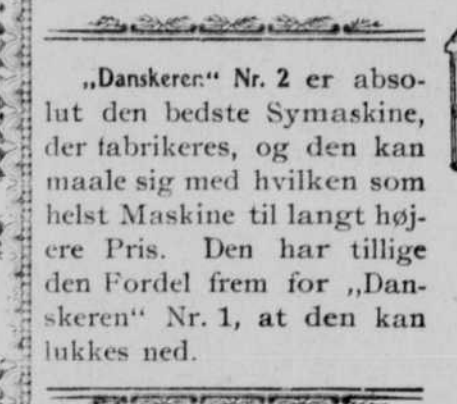 „Danskeren“ Nr. 2 er abso-
lut den bedste Symaskine,
der fabrikeres, og den kan
maale sig med hvilken som
helst Maskine til langt høj-
ere Pris. Den har tillige
den Fordel frem for „Dan-
skeren“ Nr. 1, at den kan
lukkes ned.